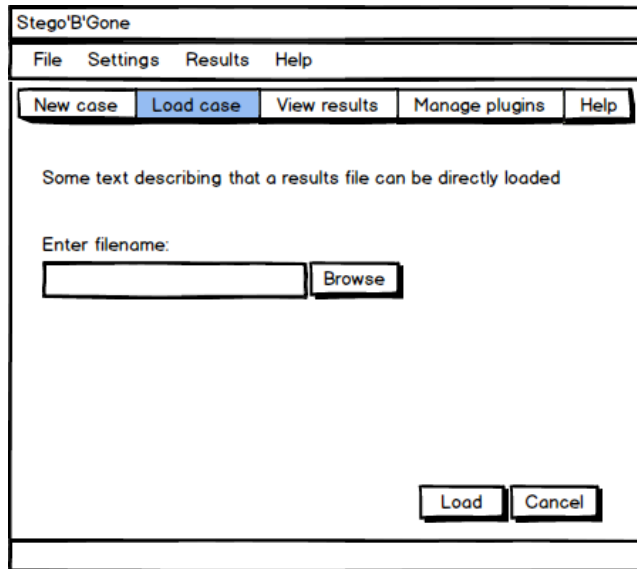 Stego'B'Gone
File Settings Results Help
New case Load case View results Manage plugins Help
Some text describing that a results file can be directly loaded
Enter filename:
Browse
Load Cancel